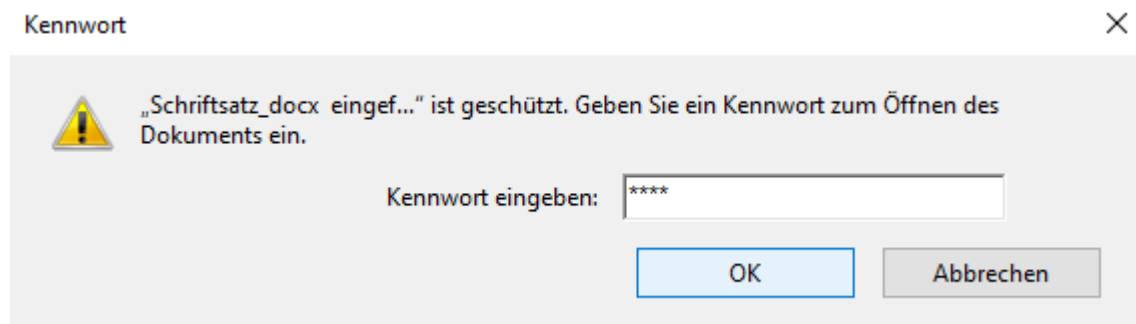 Kennwort
„Schriftsatz_docx eingef...“ ist geschützt. Geben Sie ein Kennwort zum Öffnen des
Dokuments ein.
Kennwort eingeben: ****
OK Abbrechen